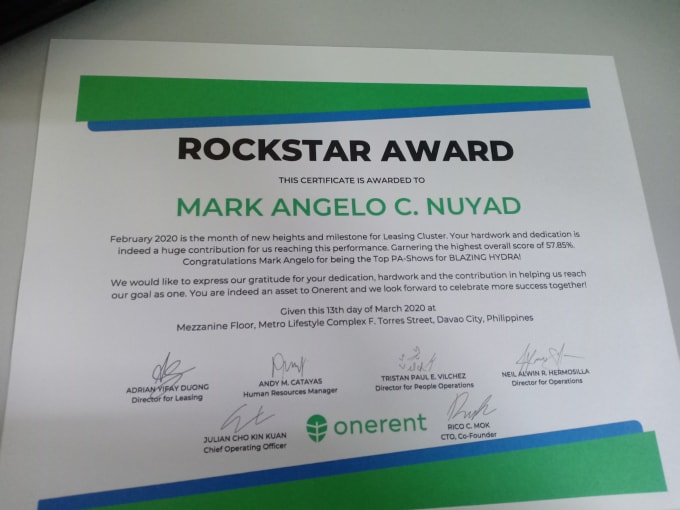 ROCKSTAR AWARD
THIS CERTIFICATE IS AWARDED TO
MARK ANGELO C. NUYAD
February 2020 is the month of new heights and milestone for Leasing Cluster. Your hardwork and dedication is
indeed a huge contribution for us reaching this performance. Garnering the highest overall score of 57.85%.
Congratulations Mark Angelo for being the Top PA-Shows for BLAZING HYDRA!
We would like to express our gratitude for your dedication, hardwork and the contribution in helping us reach
our goal as one. You are indeed an asset to Onerent and we look forward to celebrate more success together!
Given this 13th day of March 2020 at
Mezzanine Floor, Metro Lifestyle Complex F. Torres Street, Davao City, Philippines
ADRIAN YIFAY DUONG
Director for Leasing
ANDY M. CATAYAS
Human Resources Manager
TRISTAN PAUL E. VILCHEZ
Director for People Operations
NEIL ALWIN R. HERMOSILLA
Director for Operations
JULIAN CHO KIN KUAN
Chief Operating Officer
onerent
RICO C. MOK
CTO, Co-Founder